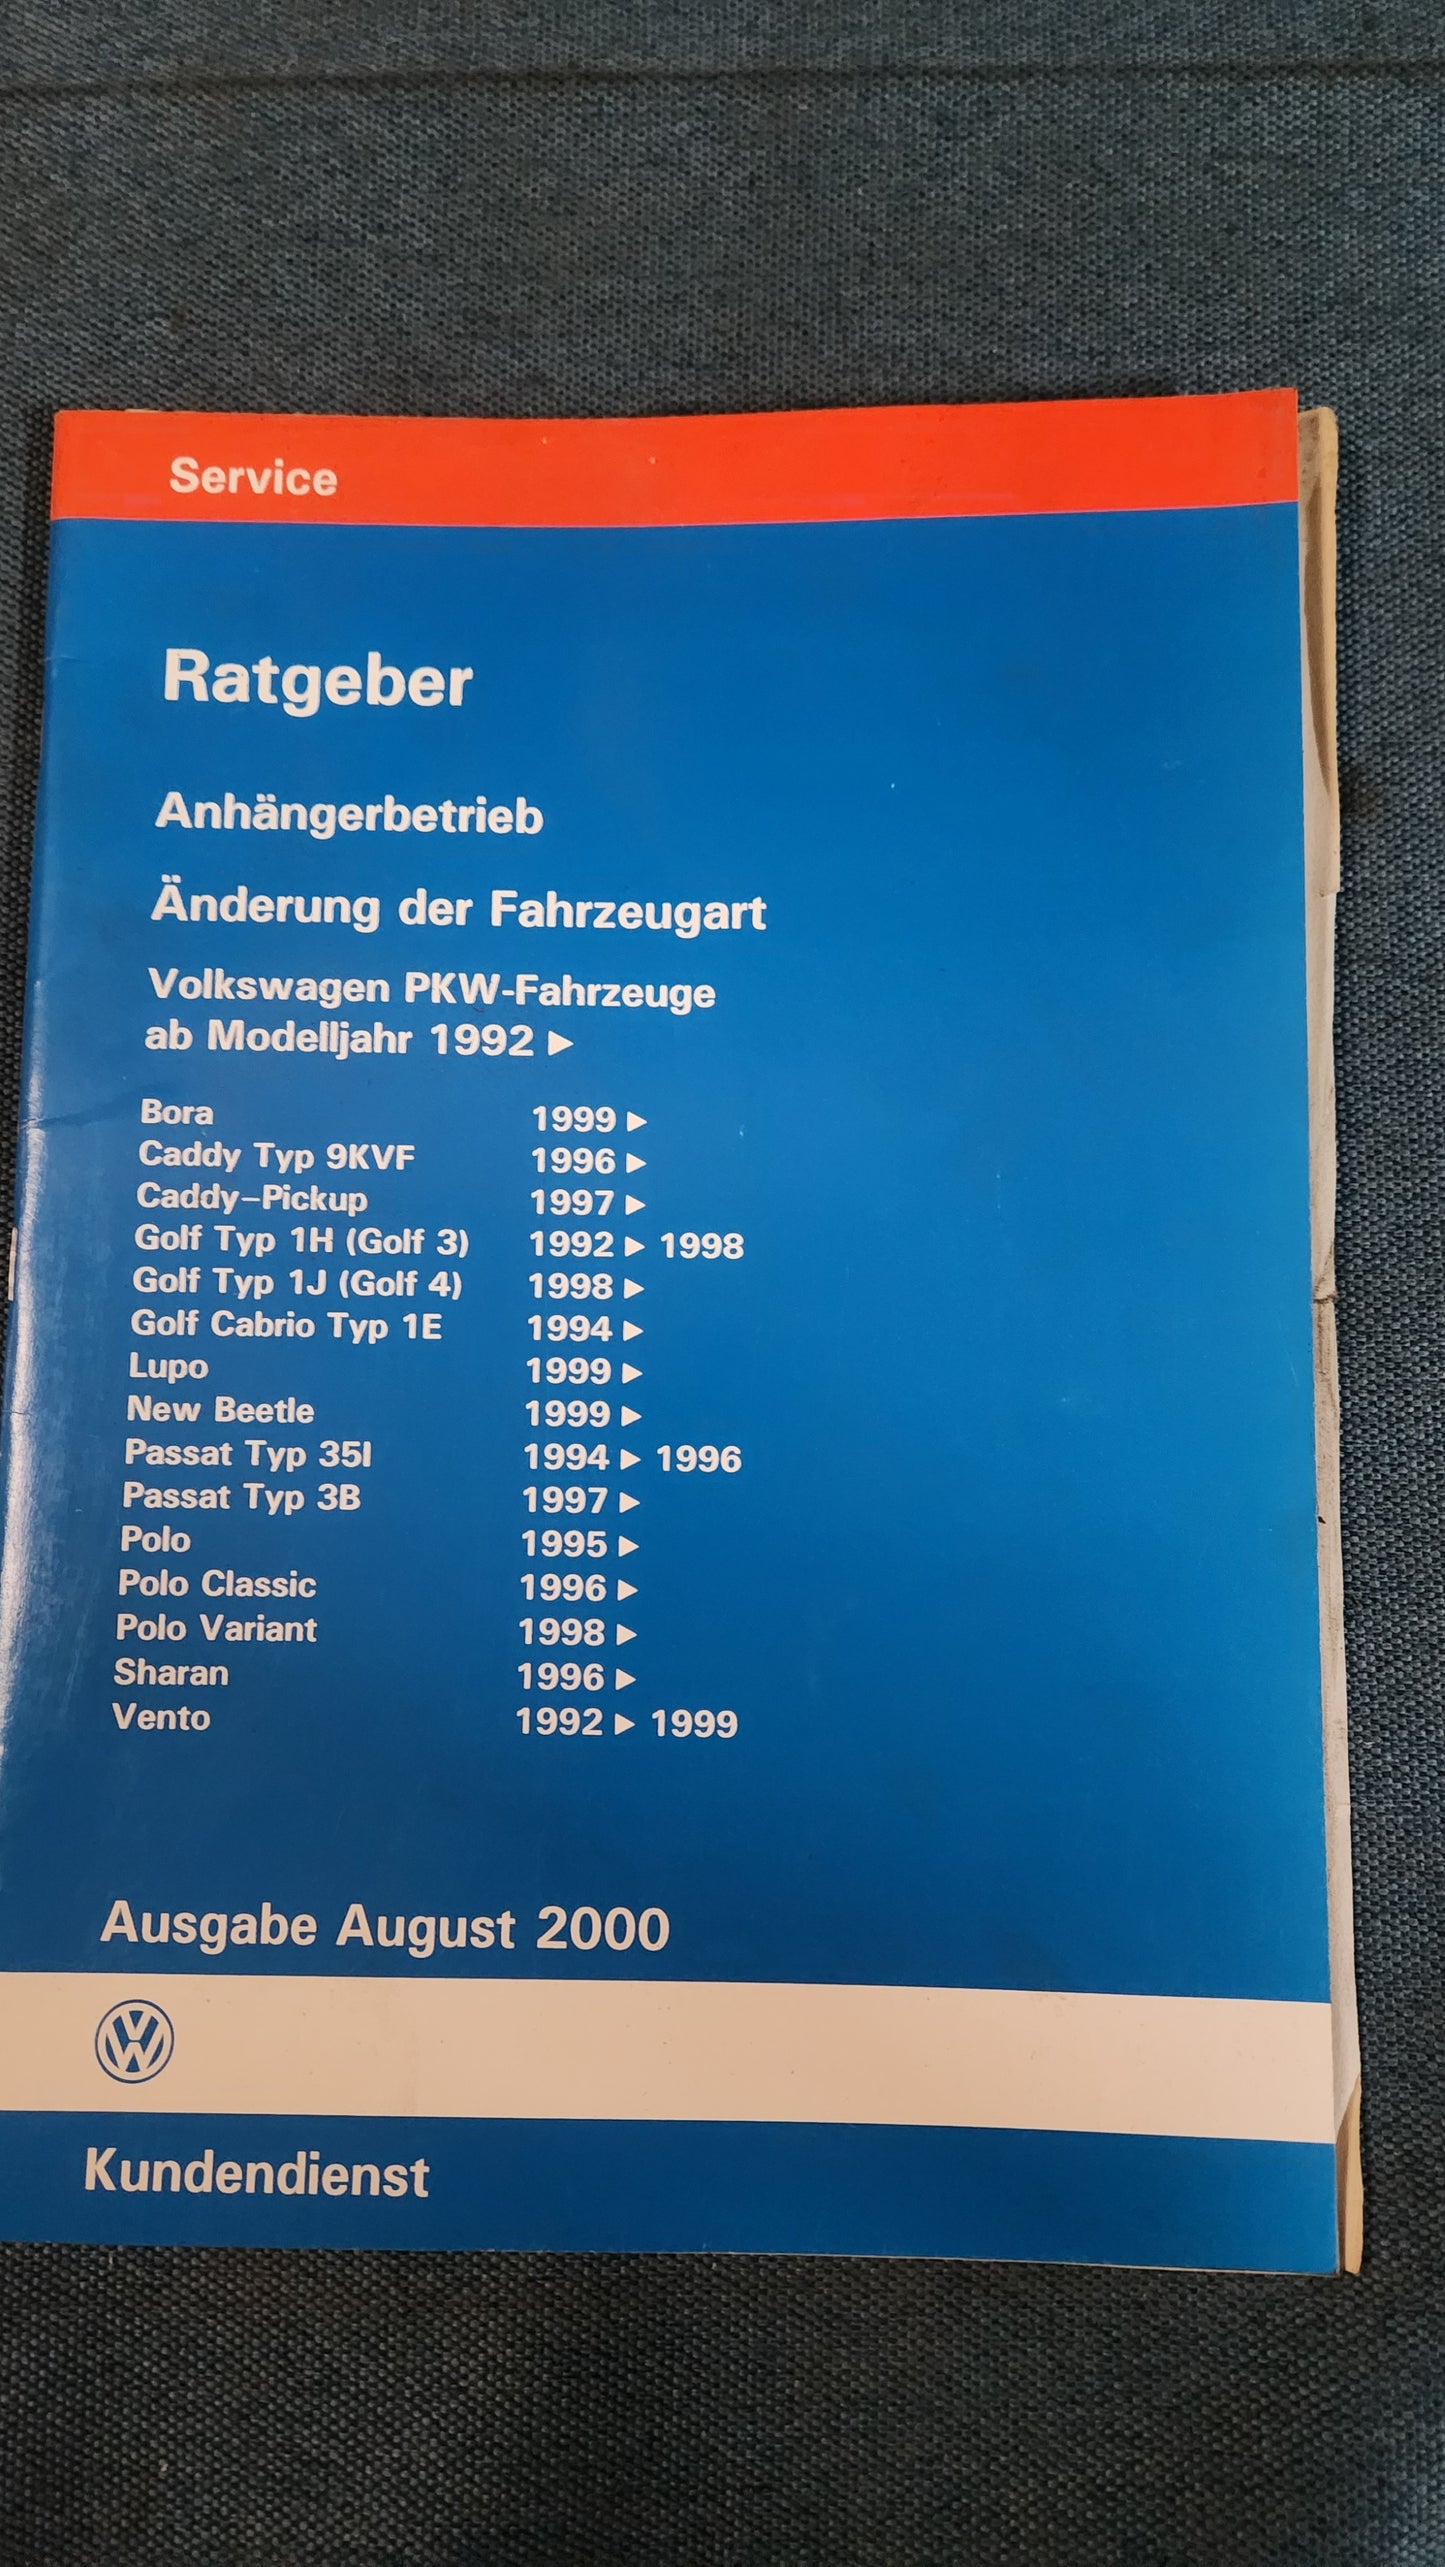 Service
Ratgeber
Anhängerbetrieb
Änderung der Fahrzeugart
Volkswagen PKW-Fahrzeuge
ab Modelljahr 1992 ▶
Bora 1999 ▶
Caddy Typ 9KVF 1996 ▶
Caddy–Pickup 1997 ▶
Golf Typ 1H (Golf 3) 1992 ▶ 1998
Golf Typ 1J (Golf 4) 1998 ▶
Golf Cabrio Typ 1E 1994 ▶
Lupo 1999 ▶
New Beetle 1999 ▶
Passat Typ 35I 1994 ▶ 1996
Passat Typ 3B 1997 ▶
Polo 1995 ▶
Polo Classic 1996 ▶
Polo Variant 1998 ▶
Sharan 1996 ▶
Vento 1992 ▶ 1999
Ausgabe August 2000
VW
Kundendienst